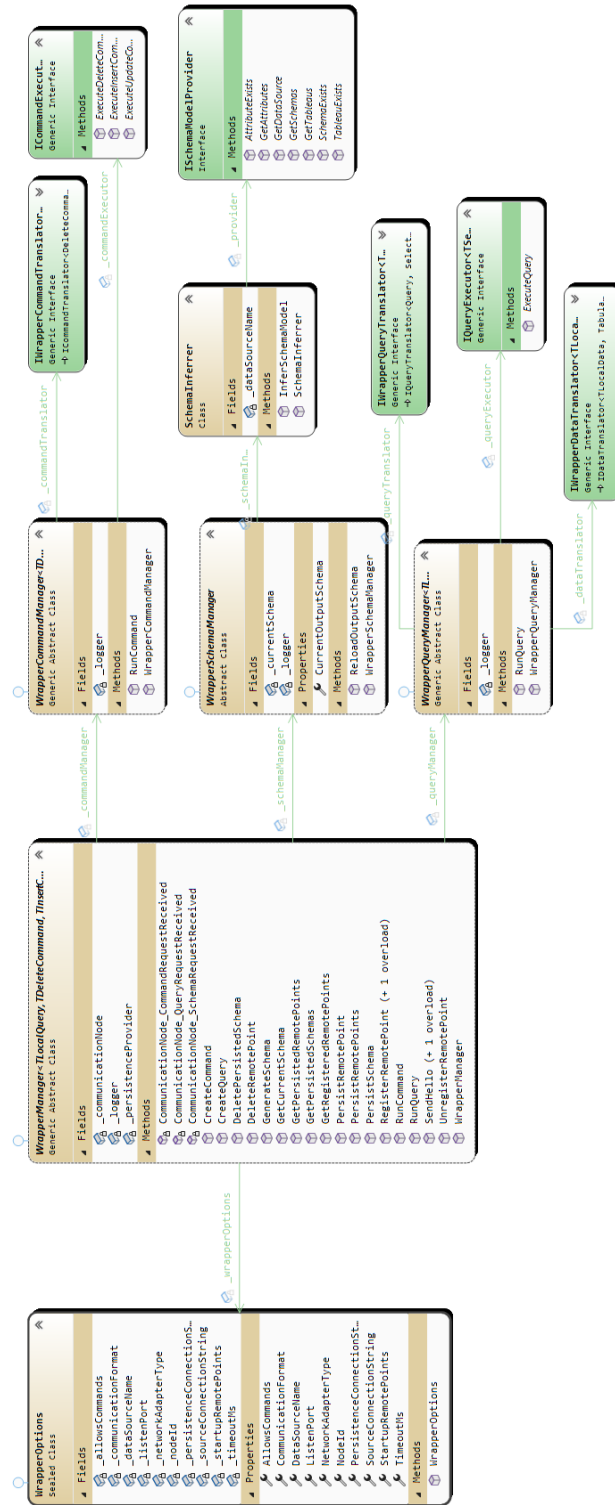 WrapperOptions
Sealed Class
Fields
_allowsCommands
_communicationFormat
_dataSourceName
_listenPort
_networkAdapterType
_nodeId
_persistenceConnectionS...
_sourceConnectionString
_startupRemotePoints
_timeoutMs
Properties
AllowsCommands
CommunicationFormat
DataSourceName
ListenPort
NetworkAdapterType
NodeId
PersistenceConnectionSt...
SourceConnectionString
StartupRemotePoints
TimeoutMs
Methods
WrapperOptions
_wrapperOptions
WrapperManager<TLocalQuery, TDeleteCommand, TInsertC...
Generic Abstract Class
Fields
_communicationNode
_logger
_persistenceProvider
Methods
CommunicationNode_CommandRequestReceived
CommunicationNode_QueryRequestReceived
CommunicationNode_SchemaRequestReceived
CreateCommand
CreateQuery
DeletePersistedSchema
DeleteRemotePoint
GenerateSchema
GetCurrentSchema
GetPersistedRemotePoints
GetPersistedSchemas
GetRegisteredRemotePoints
PersistRemotePoint
PersistRemotePoints
PersistSchema
RegisterRemotePoint (+ 1 overload)
RunCommand
RunQuery
SendHello (+ 1 overload)
UnregisterRemotePoint
WrapperManager
_commandManager
_schemaManager
_queryManager
WrapperCommandManager<TD...
Generic Abstract Class
Fields
_logger
Methods
RunCommand
WrapperCommandManager
WrapperSchemaManager
Abstract Class
Fields
_currentSchema
_logger
Properties
CurrentOutputSchema
Methods
ReloadOutputSchema
WrapperSchemaManager
WrapperQueryManager<TL...
Generic Abstract Class
Fields
_logger
Methods
RunQuery
WrapperQueryManager
_commandTranslator
_schemaIn...
_queryTranslator
_dataTranslator
IWrapperCommandTranslator...
Generic Interface
ICommandTranslator<DeleteComma...
_commandExecutor
SchemaInferrer
Class
Fields
_dataSourceName
Methods
InferSchemaModel
SchemaInferrer
_provider
IWrapperQueryTranslator<T...
Generic Interface
IQueryTranslator<Query, Select...
_queryExecutor
IWrapperDataTranslator<TLoca...
Generic Interface
IDataTranslator<TLocalData, Tabula...
ICommandExecut...
Generic Interface
Methods
ExecuteDeleteCom...
ExecuteInsertCom...
ExecuteUpdateCo...
ISchemaModelProvider
Interface
Methods
AttributeExists
GetAttributes
GetDataSource
GetSchemas
GetTableaus
SchemaExists
TableauExists
IQueryExecutor<TSe...
Generic Interface
Methods
ExecuteQuery